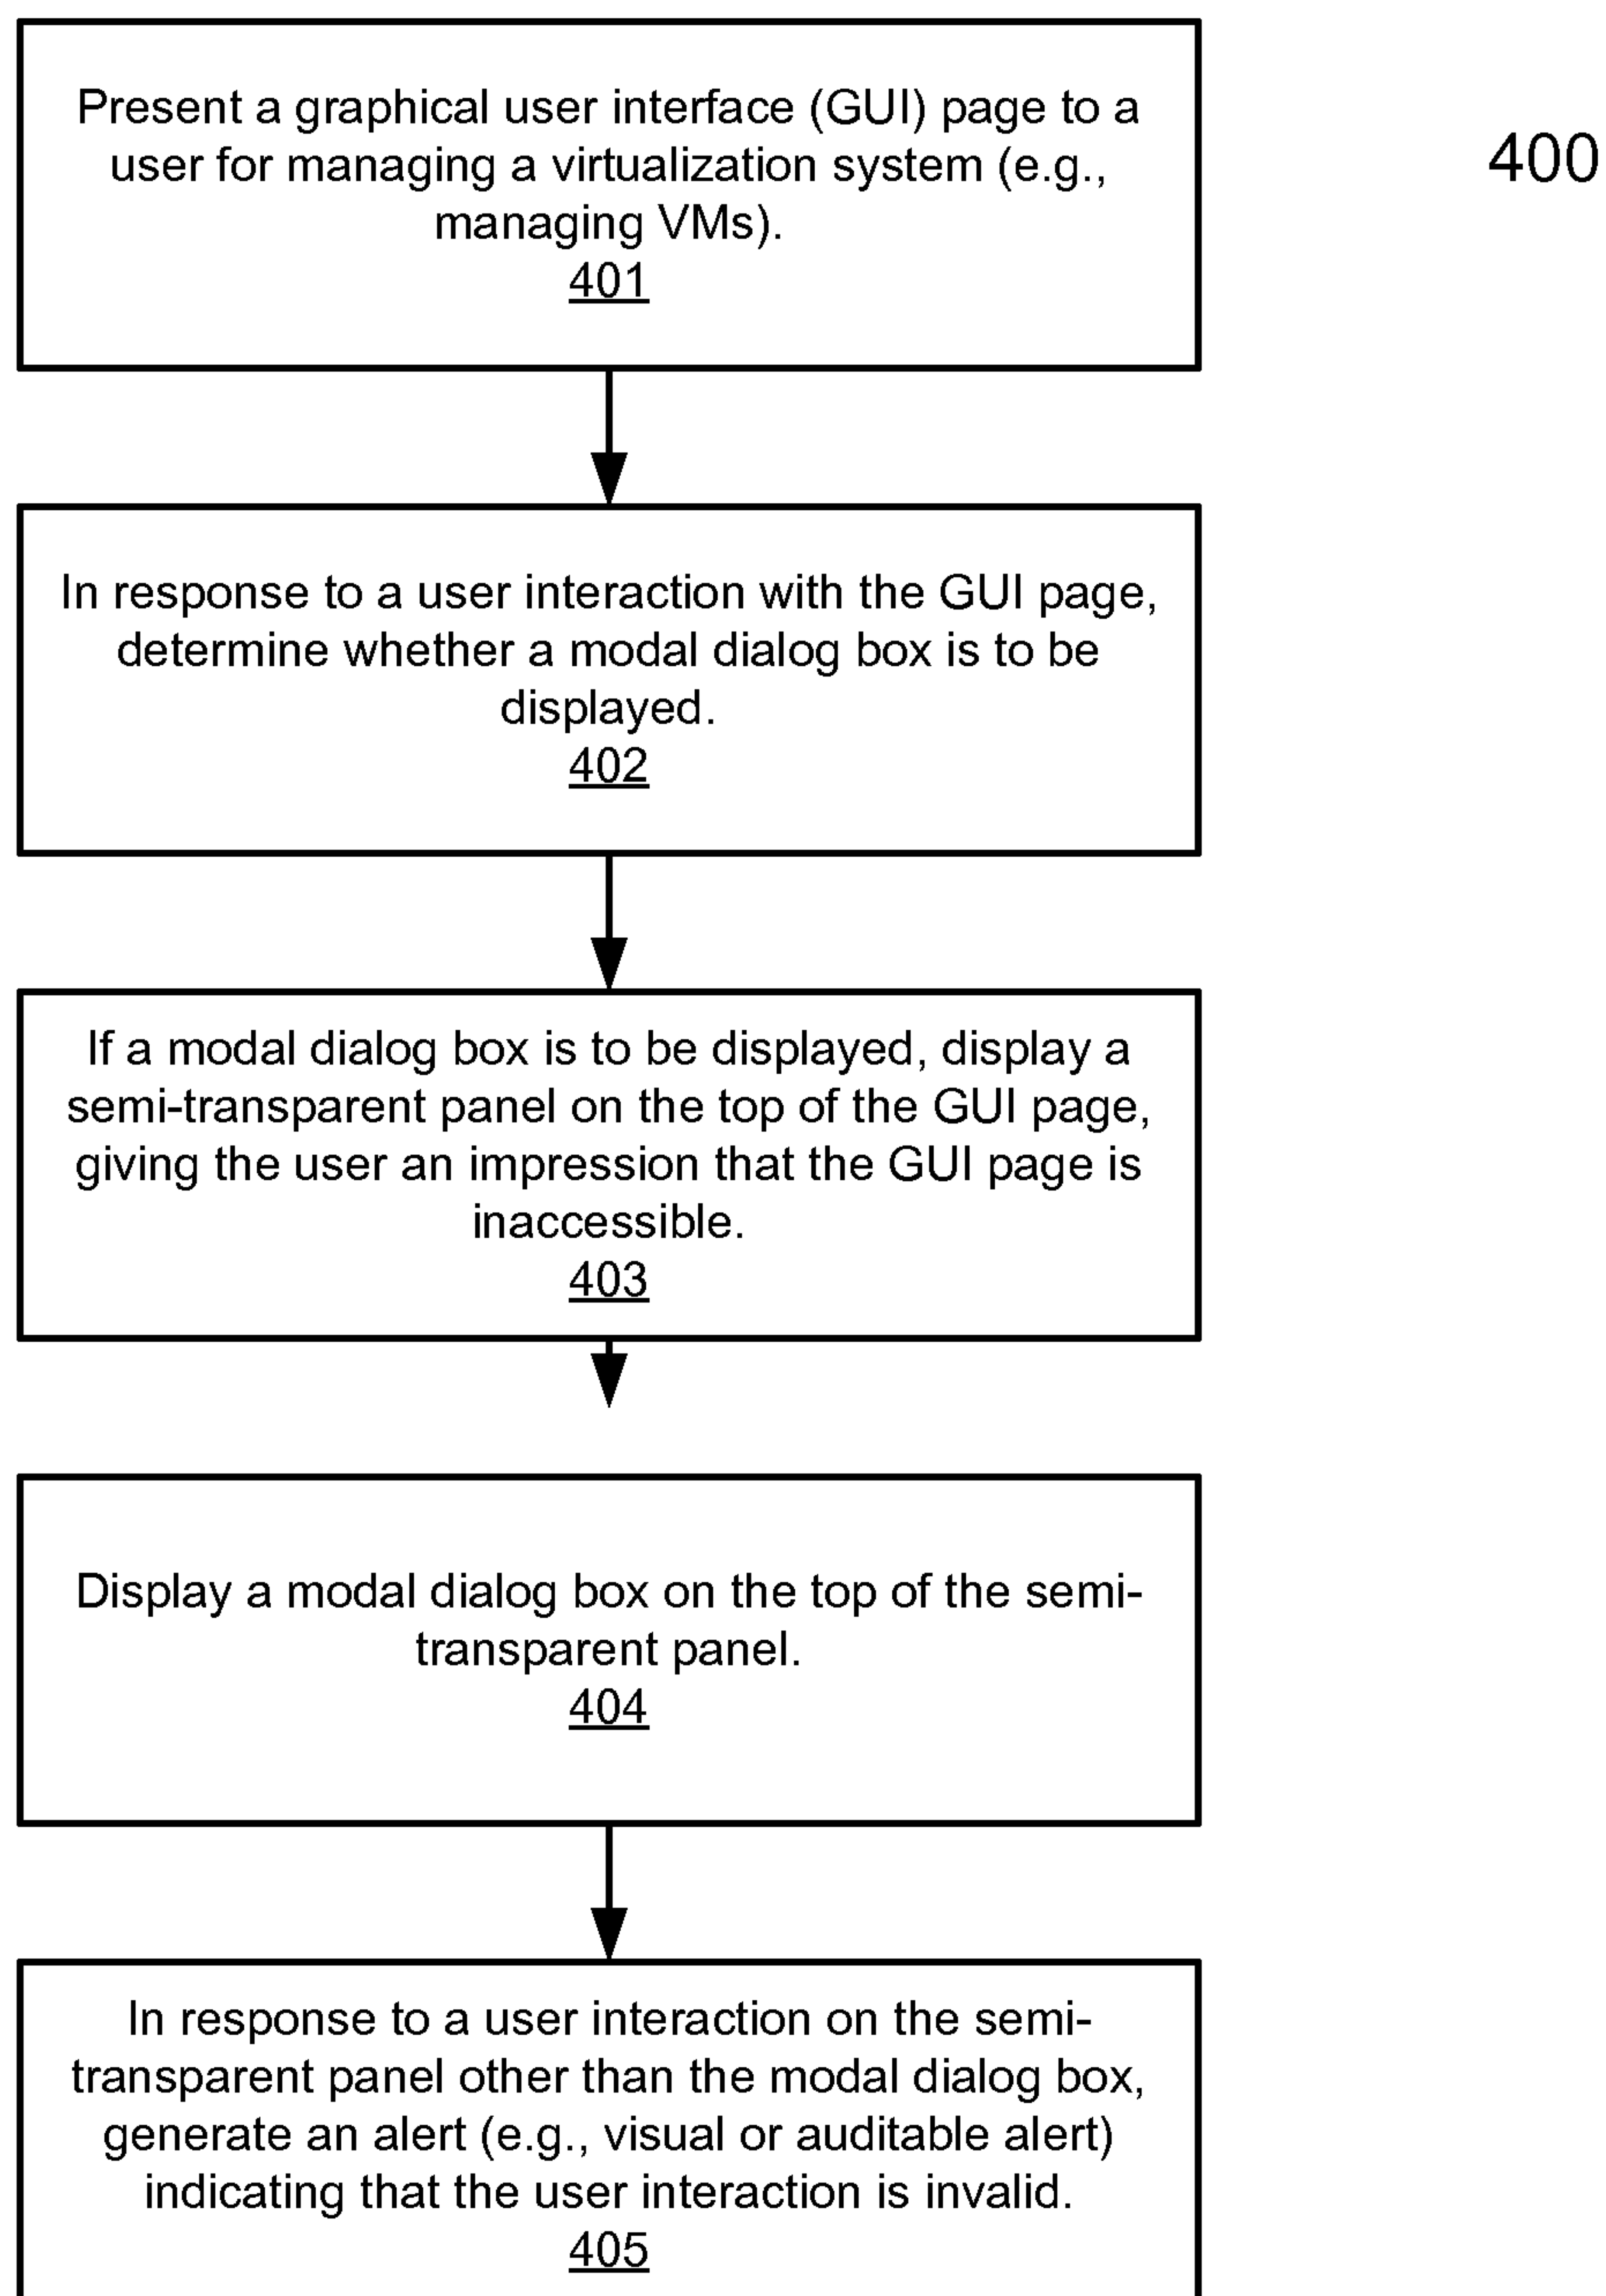 Present a graphical user interface (GUI) page to a
user for managing a virtualization system (e.g.,
managing VMs).
401
400
In response to a user interaction with the GUI page,
determine whether a modal dialog box is to be
displayed.
402
If a modal dialog box is to be displayed, display a
semi-transparent panel on the top of the GUI page,
giving the user an impression that the GUI page is
inaccessible.
403
Display a modal dialog box on the top of the semi-
transparent panel.
404
In response to a user interaction on the semi-
transparent panel other than the modal dialog box,
generate an alert (e.g., visual or auditable alert)
indicating that the user interaction is invalid.
405